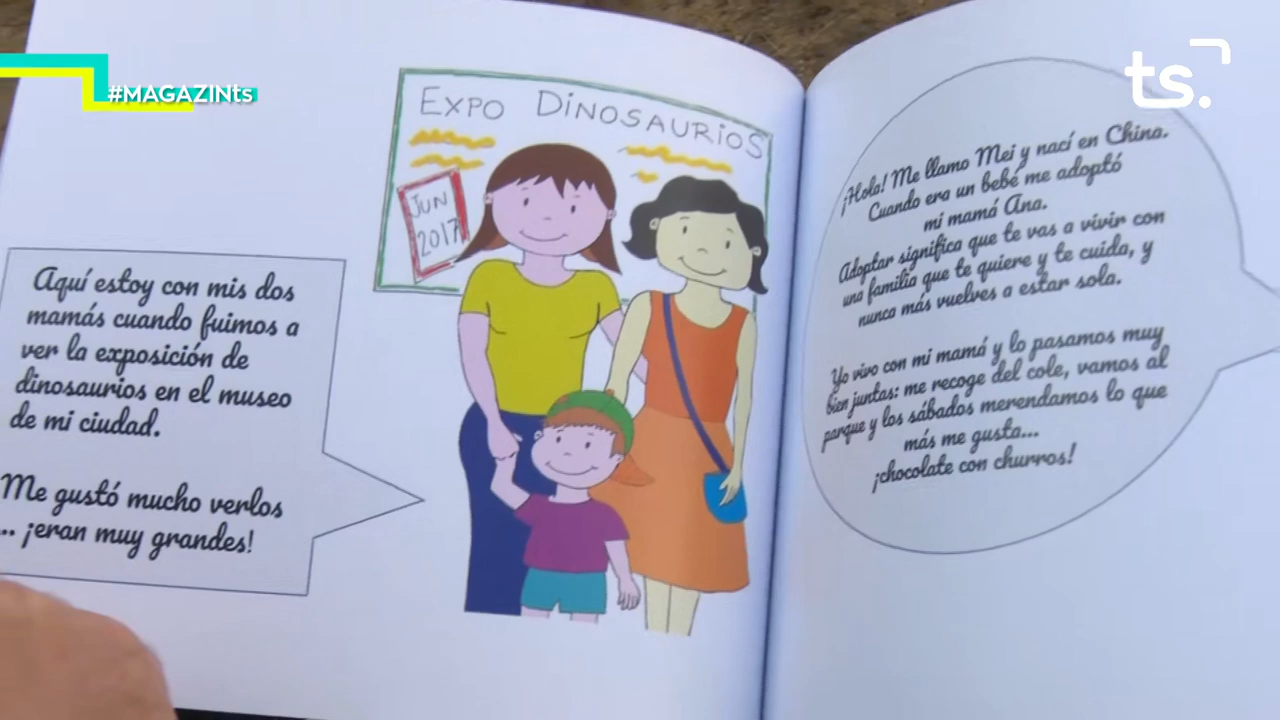 #MAGAZINts
ts.
EXPO DINOSAURIOS
JUN
2017
Aquí estoy con mis dos
mamás cuando fuimos a
ver la exposición de
dinosaurios en el museo
de mi ciudad.
Me gustó mucho verlos
... ¡eran muy grandes!
¡Hola! Me llamo Mei y nací en China.
Cuando era un bebé me adoptó
mi mamá Ana.
Adoptar significa que te vas a vivir con
una familia que te quiere y te cuida, y
nunca más vuelves a estar sola.
Yo vivo con mi mamá y lo pasamos muy
bien juntas: me recoge del cole, vamos al
parque y los sábados merendamos lo que
más me gusta...
¡chocolate con churros!